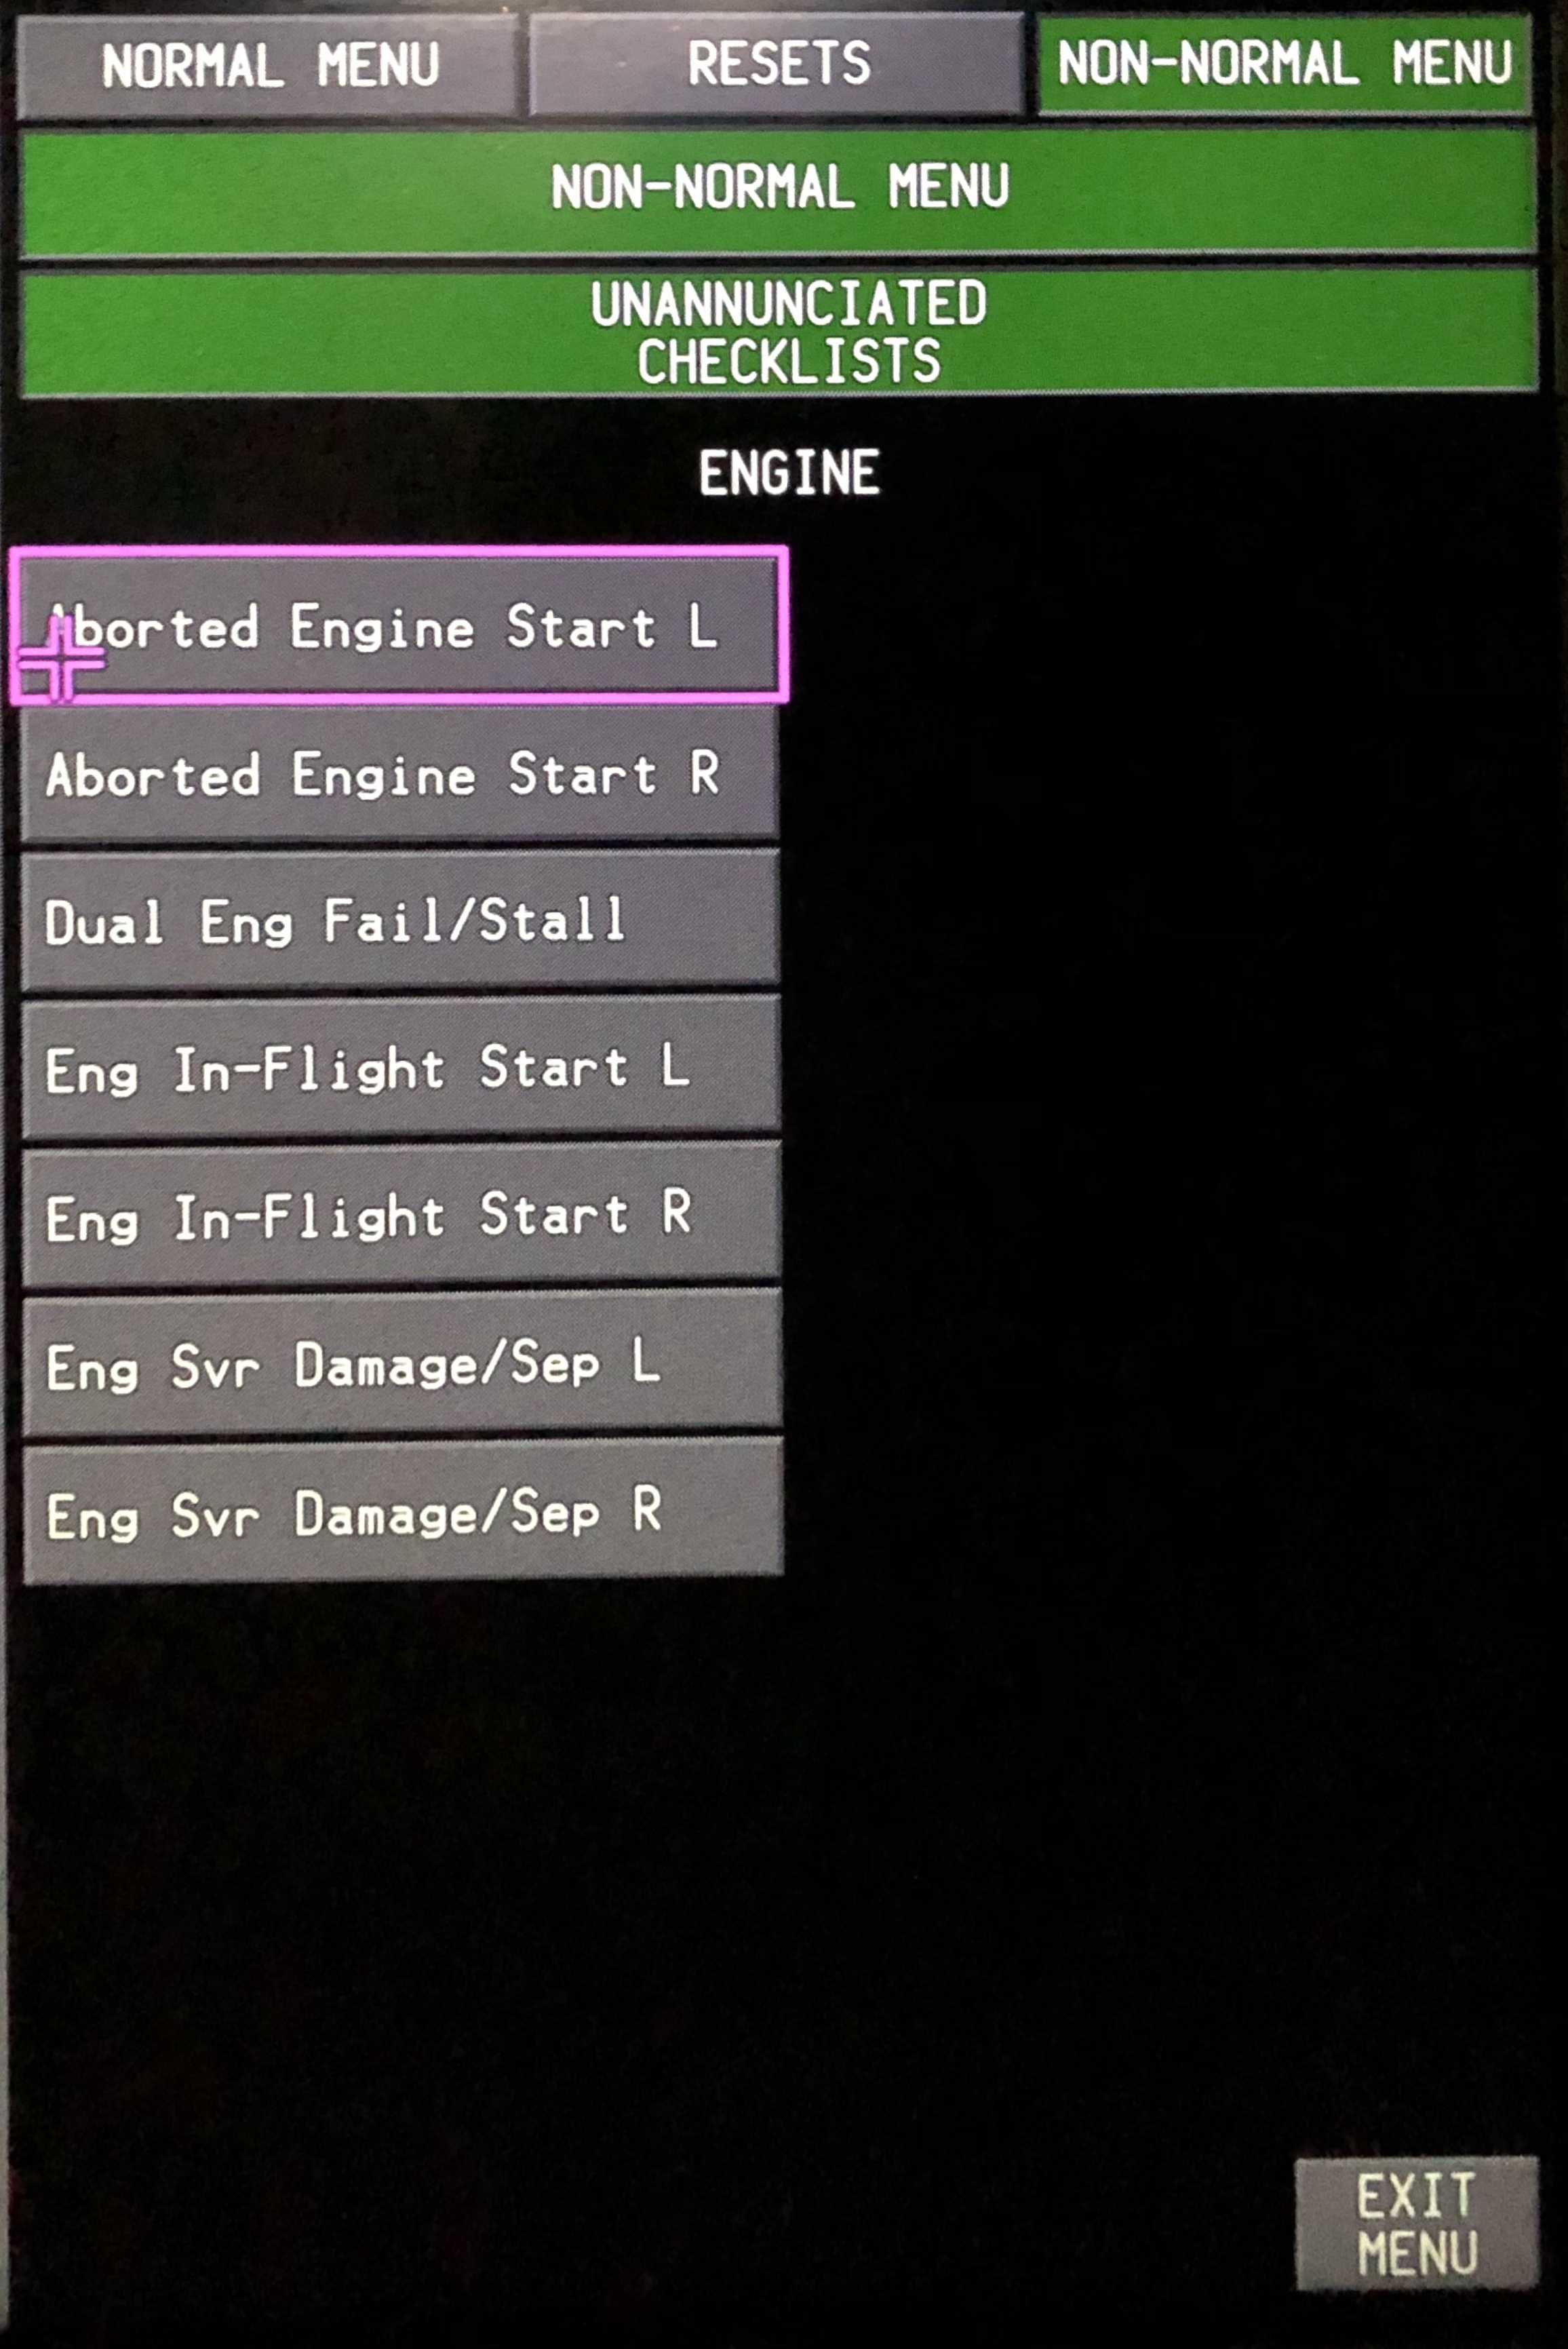 NORMAL MENU RESETS NON-NORMAL MENU
NON-NORMAL MENU
UNANNUNCIATED
CHECKLISTS
ENGINE
Aborted Engine Start L
Aborted Engine Start R
Dual Eng Fail/Stall
Eng In-Flight Start L
Eng In-Flight Start R
Eng Svr Damage/Sep L
Eng Svr Damage/Sep R
EXIT
MENU